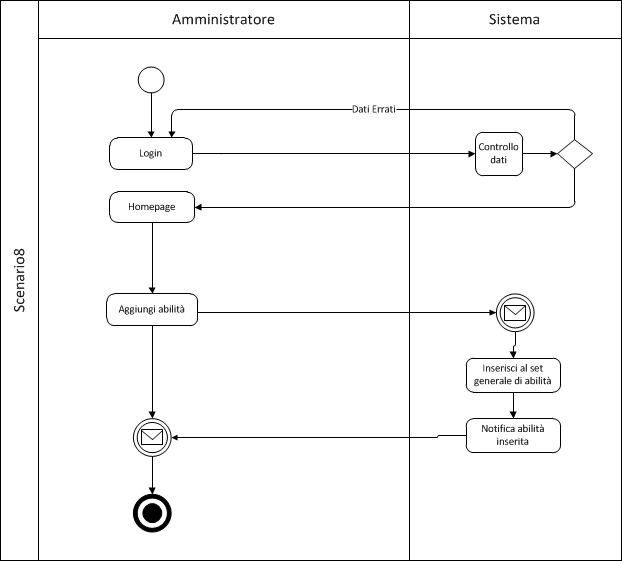 Amministratore
Sistema
Scenario8
Dati Errati
Login
Controllo
dati
Homepage
Aggiungi abilità
Inserisci al set
generale di abilità
Notifica abilità
inserita